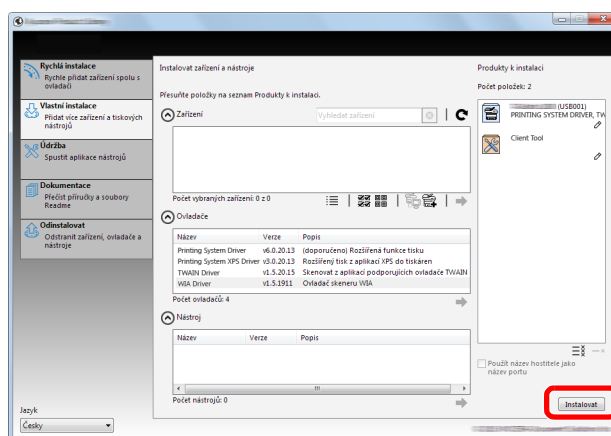 Rychlá instalace
Rychle přidat zařízení spolu s
ovladači
Vlastní instalace
Přidat více zařízení a tiskových
nástrojů
Údržba
Spustit aplikace nástrojů
Dokumentace
Přečíst příručky a soubory
Readme
Odinstalovat
Odstranit zařízení, ovladače a
nástroje
Jazyk
Česky
Instalovat zařízení a nástroje
Přesuňte položky na seznam Produkty k instalaci.
Zařízení
Vyhledat zařízení
Počet vybraných zařízení: 0 z 0
Ovladače
Název Verze Popis
Printing System Driver v6.0.20.13 (doporučeno) Rozšířená funkce tisku
Printing System XPS Driver v3.0.20.13 Rozšířený tisk z aplikací XPS do tiskáren
TWAIN Driver v1.5.20.15 Skenovat z aplikací podporujících ovladače TWAIN
WIA Driver v1.5.1911 Ovladač skeneru WIA
Počet ovladačů: 4
Nástroj
Název Verze Popis
Počet nástrojů: 0
Produkty k instalaci
Počet položek: 2
(USB001)
PRINTING SYSTEM DRIVER, TW
Client Tool
Použít název hostitele jako
název portu
Instalovat